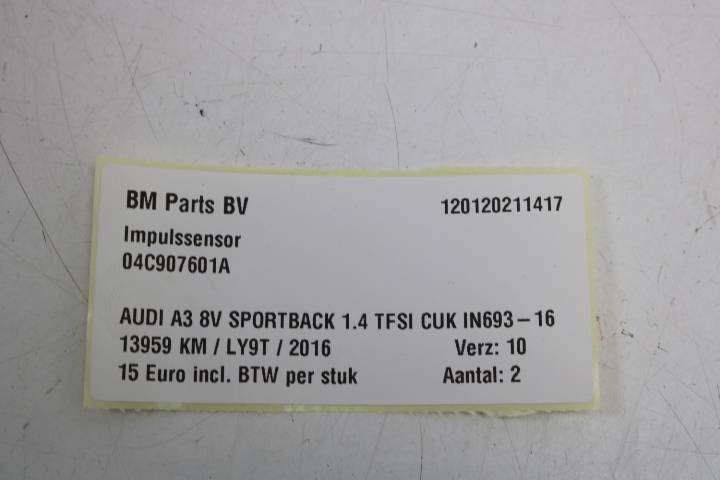 BM Parts BV 120120211417
Impulssensor
04C907601A
AUDI A3 8V SPORTBACK 1.4 TFSI CUK IN693-16
13959 KM / LY9T / 2016 Verz: 10
15 Euro incl. BTW per stuk Aantal: 2